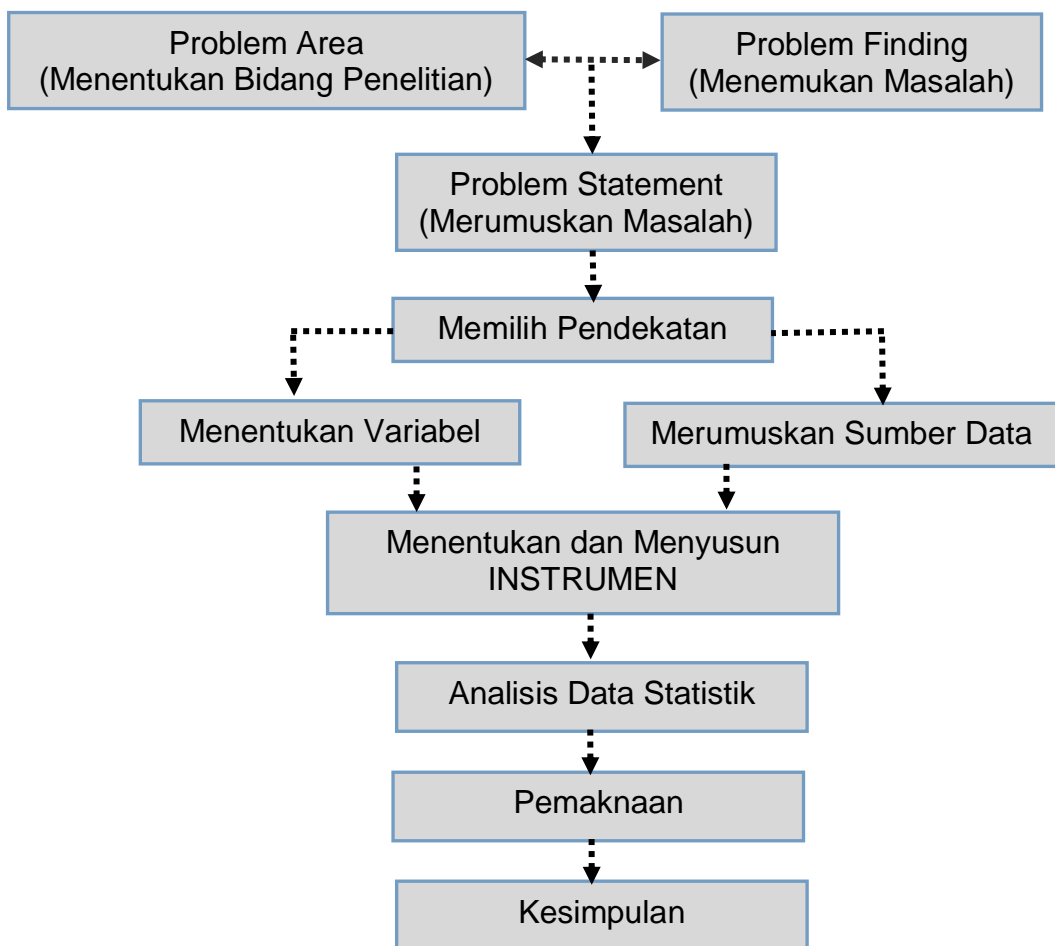 Problem Area
(Menentukan Bidang Penelitian)
Problem Finding
(Menemukan Masalah)
Problem Statement
(Merumuskan Masalah)
Memilih Pendekatan
Menentukan Variabel
Merumuskan Sumber Data
Menentukan dan Menyusun
INSTRUMEN
Analisis Data Statistik
Pemaknaan
Kesimpulan